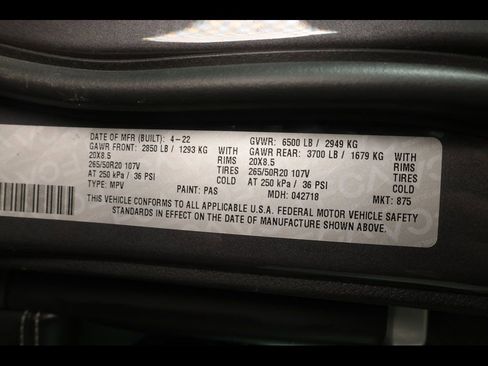 DATE OF MFR (BUILT): 4-22 GVWR: 6500 LB / 2949 KG
GAWR FRONT: 2850 LB / 1293 KG WITH GAWR REAR: 3700 LB / 1679 KG WITH
20X8.5 RIMS 20X8.5 RIMS
265/50R20 107V TIRES 265/50R20 107V TIRES
AT 250 kPa / 36 PSI COLD AT 250 kPa / 36 PSI COLD
TYPE: MPV PAINT: PAS MDH: 042718 MKT: 875
THIS VEHICLE CONFORMS TO ALL APPLICABLE U.S.A. FEDERAL MOTOR VEHICLE SAFETY
STANDARDS IN EFFECT ON THE DATE OF MANUFACTURE SHOWN ABOVE.